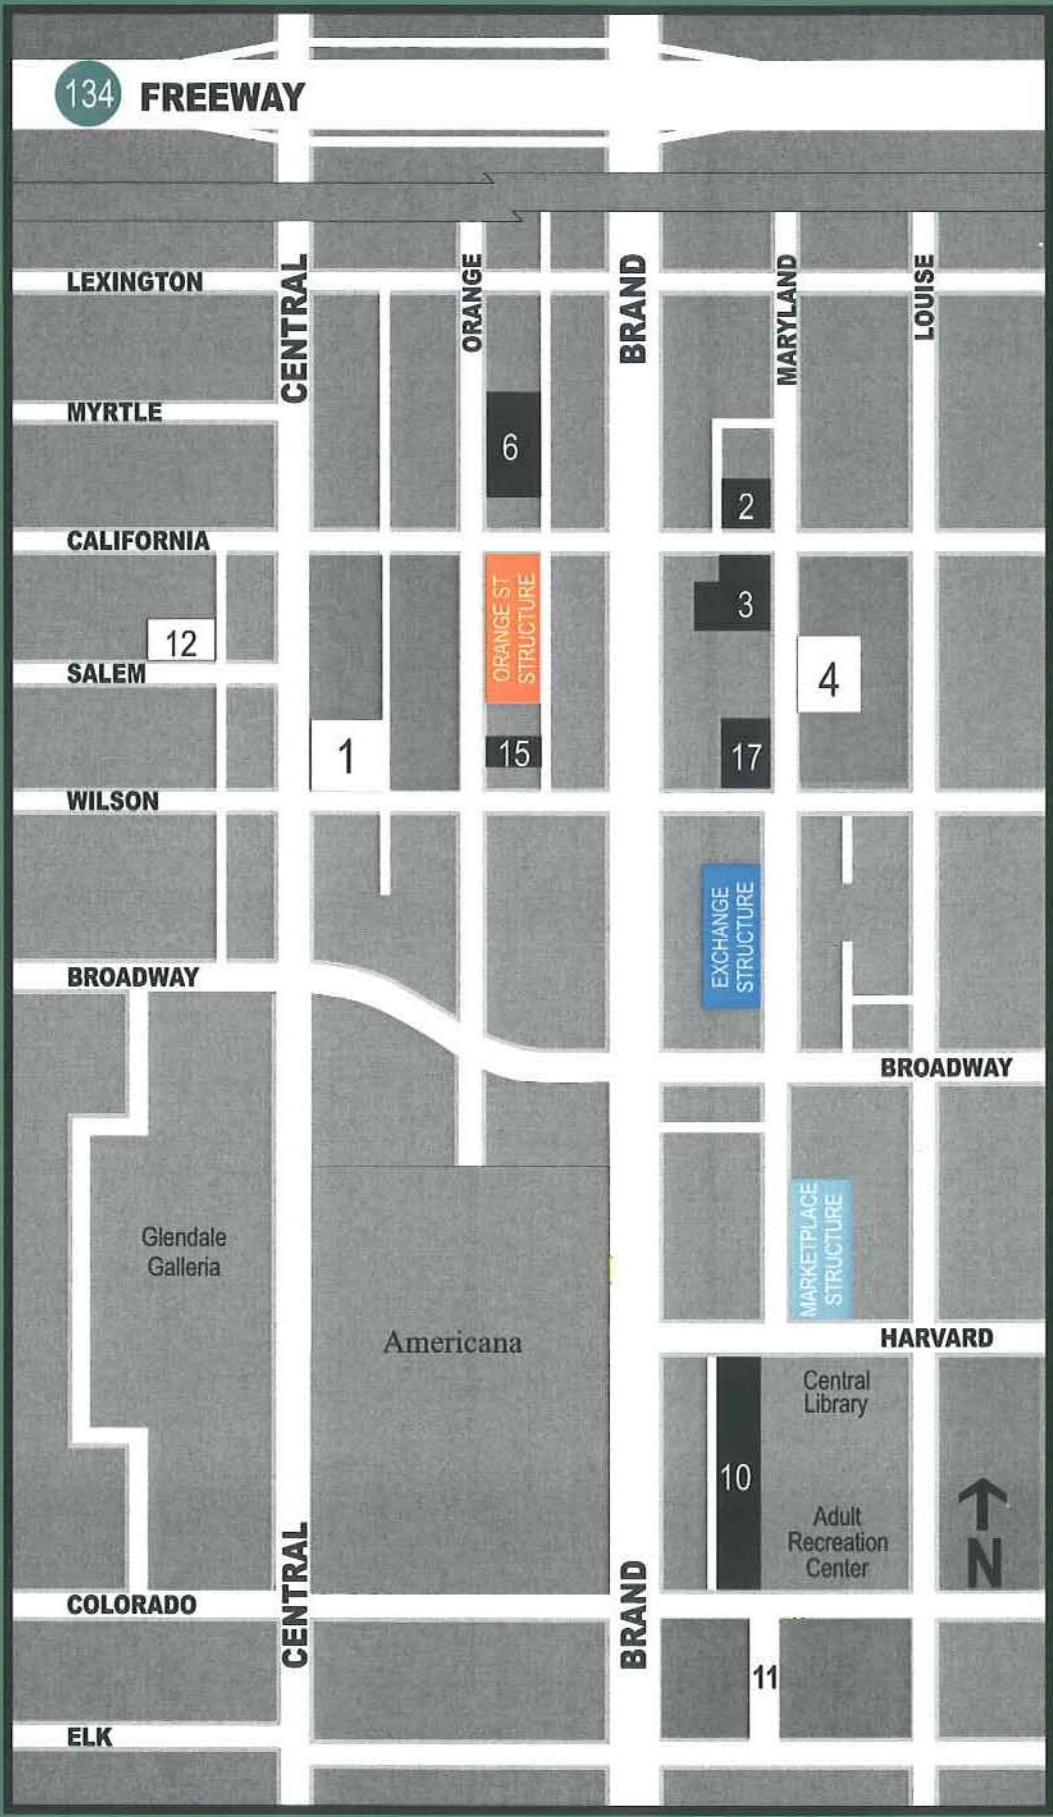 134 FREEWAY
LEXINGTON
CENTRAL
ORANGE
BRAND
MARYLAND
LOUISE
MYRTLE
6
2
CALIFORNIA
ORANGE ST
STRUCTURE
3
12
SALEM
4
1
15
17
WILSON
EXCHANGE
STRUCTURE
BROADWAY
BROADWAY
MARKETPLACE
STRUCTURE
Glendale
Galleria
Americana
HARVARD
Central
Library
10
Adult
Recreation
Center
N
COLORADO
CENTRAL
BRAND
11
ELK